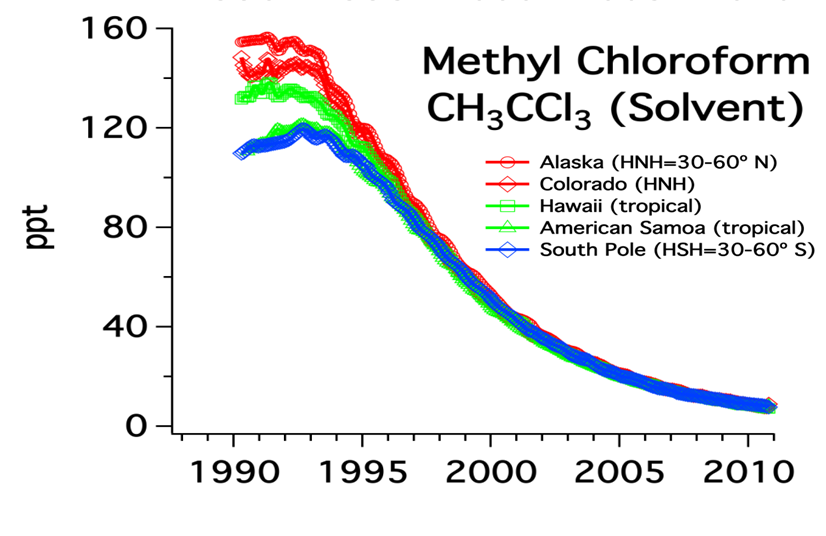 Methyl Chloroform
CH₃CCl₃ (Solvent)
160
120
80
40
0
ppt
Alaska (HNH=30-60° N)
Colorado (HNH)
Hawaii (tropical)
American Samoa (tropical)
South Pole (HSH=30-60° S)
1990 1995 2000 2005 2010